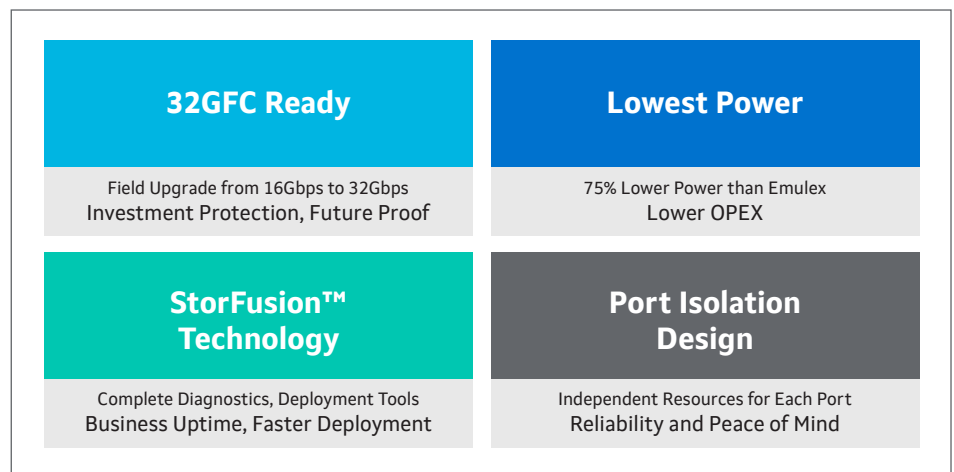 32GFC Ready
Field Upgrade from 16Gbps to 32Gbps
Investment Protection, Future Proof
Lowest Power
75% Lower Power than Emulex
Lower OPEX
StorFusion™
Technology
Complete Diagnostics, Deployment Tools
Business Uptime, Faster Deployment
Port Isolation
Design
Independent Resources for Each Port
Reliability and Peace of Mind